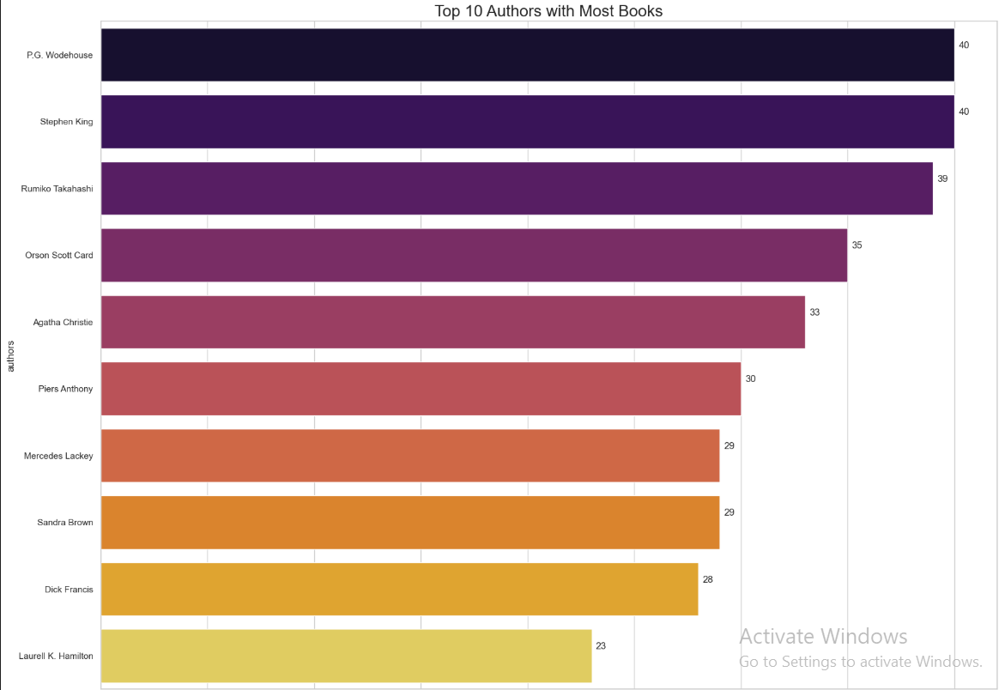 Top 10 Authors with Most Books
P.G. Wodehouse 40
Stephen King 40
Rumiko Takahashi 39
Orson Scott Card 35
Agatha Christie 33
authors
Piers Anthony 30
Mercedes Lackey 29
Sandra Brown 29
Dick Francis 28
Laurell K. Hamilton 23
Activate Windows
Go to Settings to activate Windows.